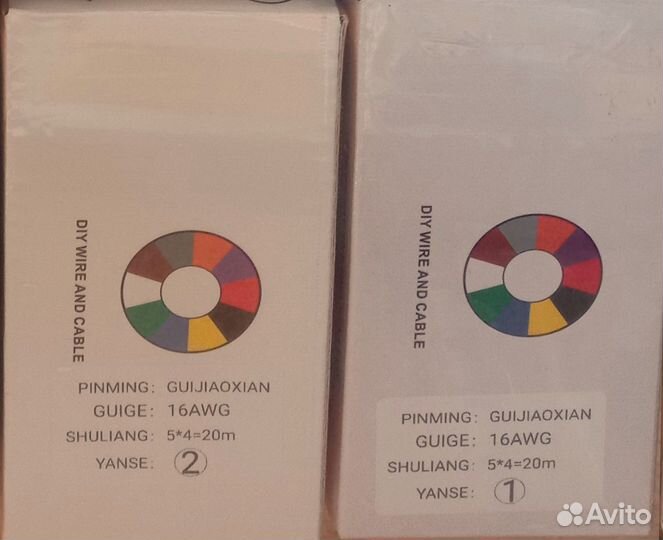 DIY WIRE AND CABLE
PINMING: GUIJIAOXIAN
GUIGE: 16AWG
SHULIANG: 5*4=20m
YANSE: 2
DIY WIRE AND CABLE
PINMING: GUIJIAOXIAN
GUIGE: 16AWG
SHULIANG: 5*4=20m
YANSE: 1
Avito